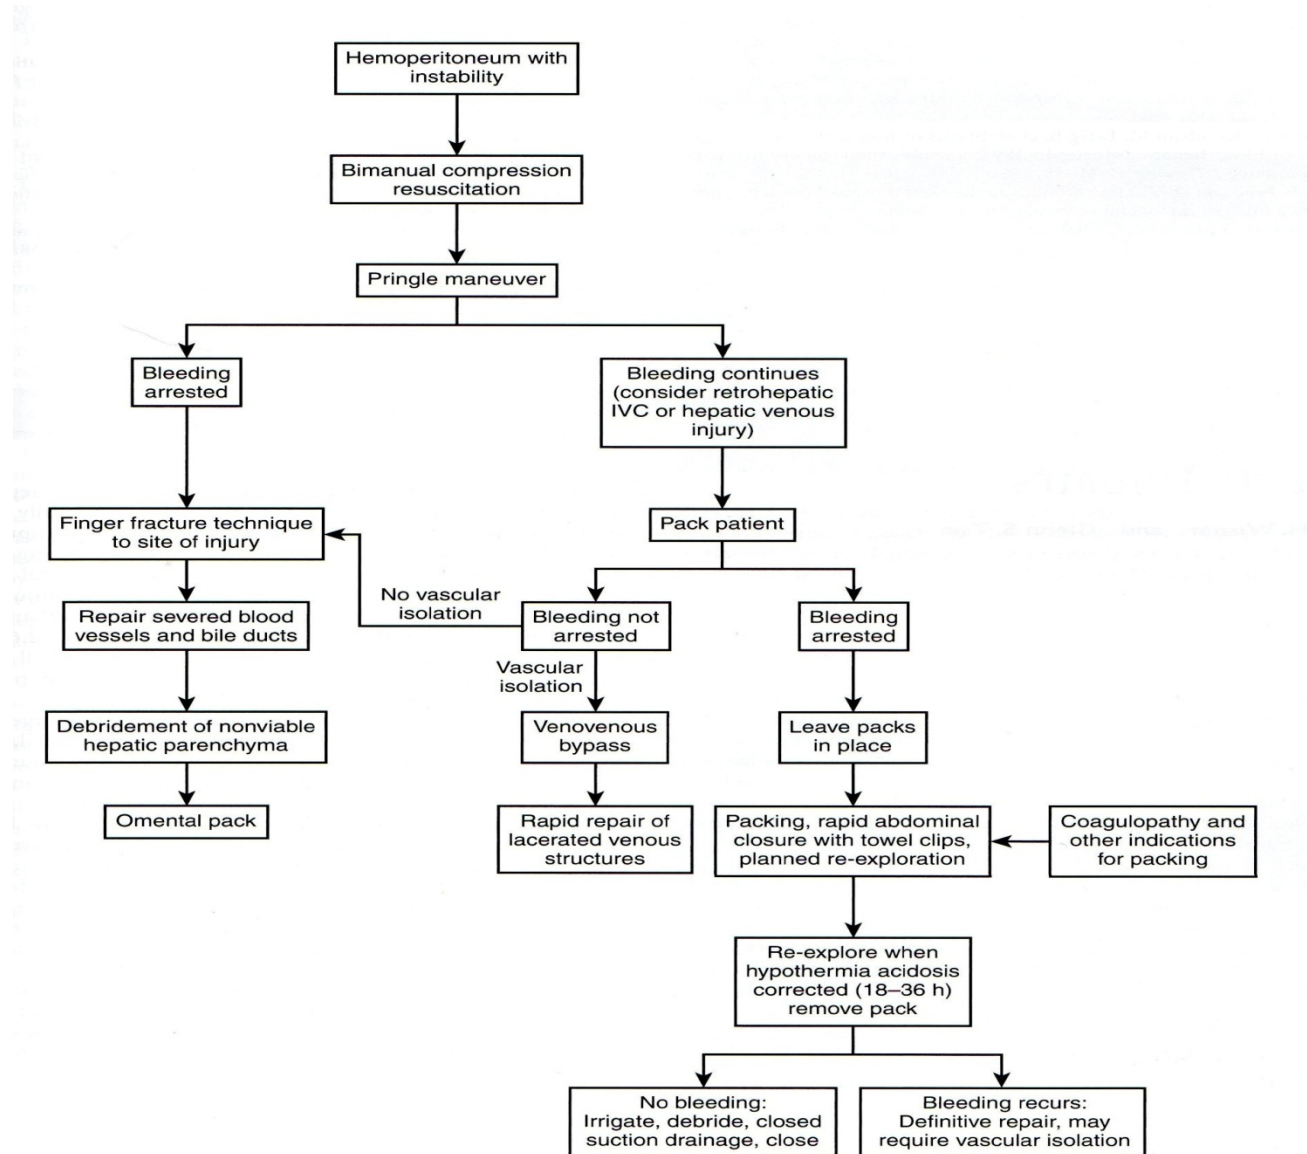 Hemoperitoneum with
instability
Bimanual compression
resuscitation
Pringle maneuver
Bleeding
arrested
Bleeding continues
(consider retrohepatic
IVC or hepatic venous
injury)
Finger fracture technique
to site of injury
Pack patient
No vascular
isolation
Repair severed blood
vessels and bile ducts
Bleeding not
arrested
Bleeding
arrested
Vascular
isolation
Debridement of nonviable
hepatic parenchyma
Venovenous
bypass
Leave packs
in place
Omental pack
Rapid repair of
lacerated venous
structures
Packing, rapid abdominal
closure with towel clips,
planned re-exploration
Coagulopathy and
other indications
for packing
Re-explore when
hypothermia acidosis
corrected (18–36 h)
remove pack
No bleeding:
Irrigate, debride, closed
suction drainage, close
Bleeding recurs:
Definitive repair, may
require vascular isolation